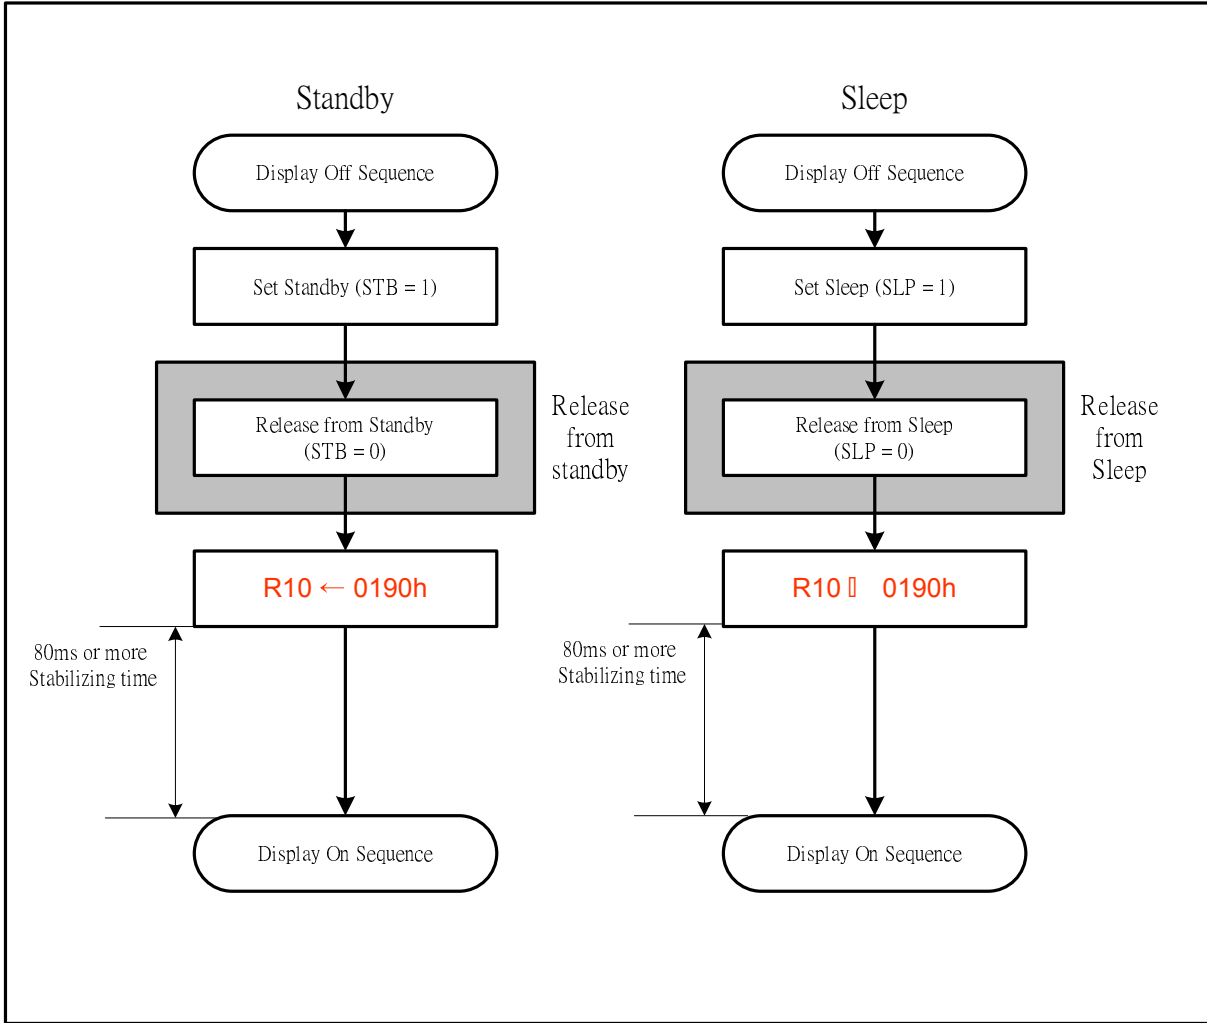 Standby
Display Off Sequence
Set Standby (STB = 1)
Release from Standby
(STB = 0)
Release
from
standby
R10 ← 0190h
80ms or more
Stabilizing time
Display On Sequence
Sleep
Display Off Sequence
Set Sleep (SLP = 1)
Release from Sleep
(SLP = 0)
Release
from
Sleep
R10 ▯ 0190h
80ms or more
Stabilizing time
Display On Sequence